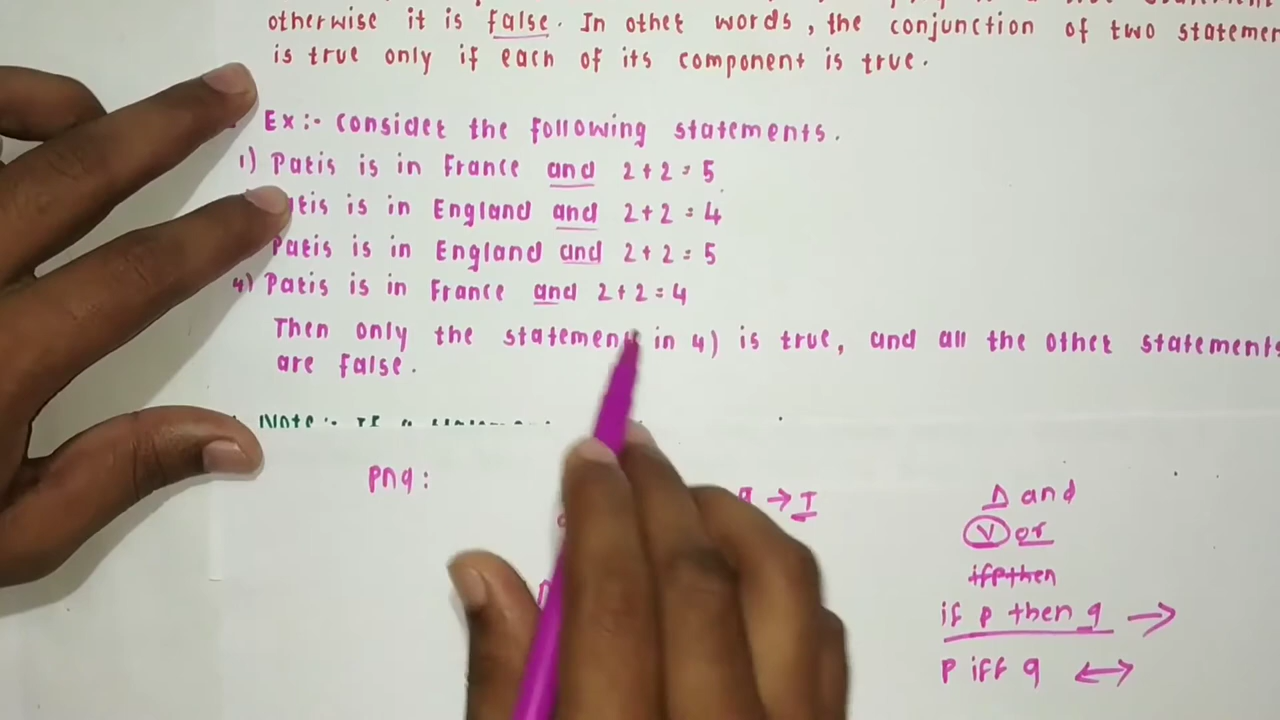 otherwise it is false. In other words, the conjunction of two statemen
is true only if each of its component is true.
Ex:- Consider the following statements.
1) Paris is in France and 2+2=5
Paris is in England and 2+2=4
Paris is in England and 2+2=5
4) Paris is in France and 2+2=4
Then only the statement in 4) is true, and all the other statements
are false.
Note:- If a
p∧q:
q → I
∧ and
∨ or
if p then q →
P iff q ↔